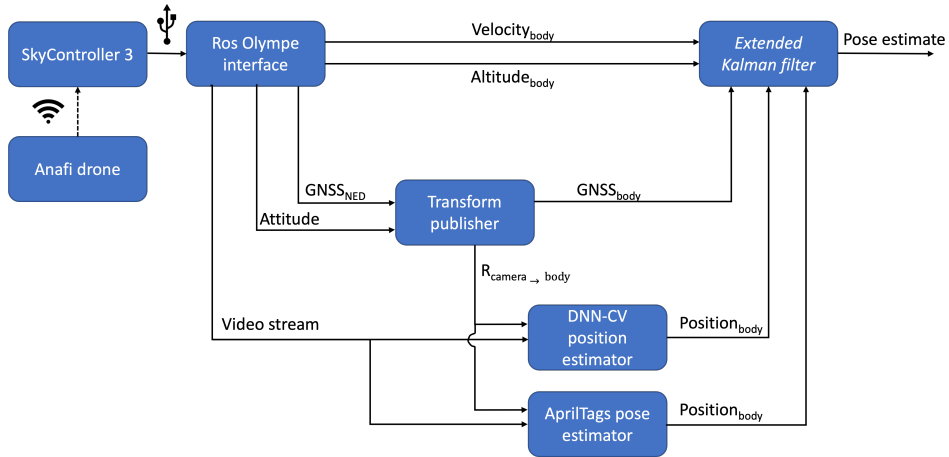 SkyController 3
Ros Olympe
interface
Velocity_body
Altitude_body
Extended
Kalman filter
Pose estimate
Anafi drone
GNSS_NED
Attitude
Transform
publisher
GNSS_body
R_camera → body
Video stream
DNN-CV
position
estimator
Position_body
AprilTags pose
estimator
Position_body